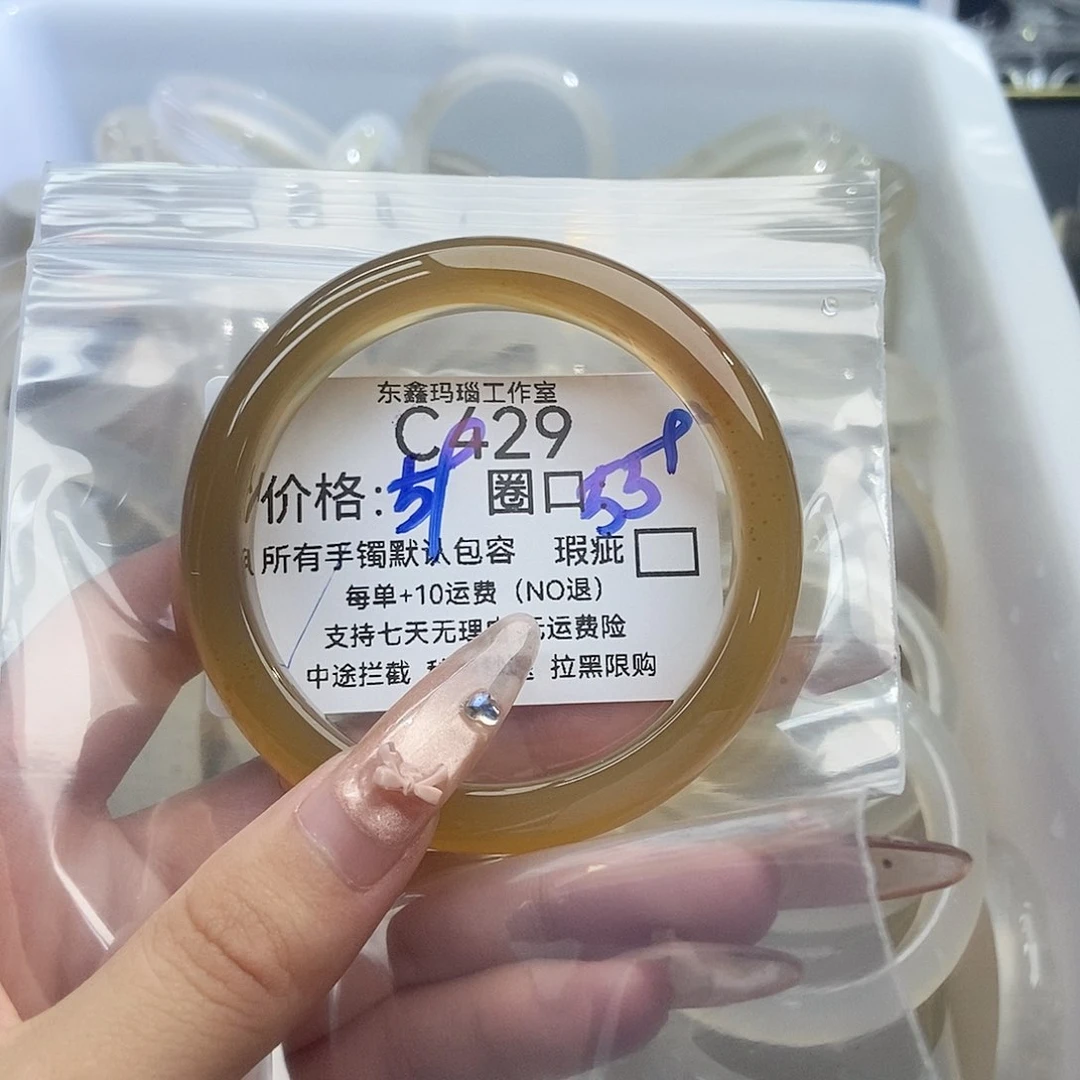 东鑫玛瑙工作室
C429
价格: 圈口 53
所有手镯默认包容 瑕疵
每单+10运费（NO退）
支持七天无理 运费险
中途拦截 拉黑限购